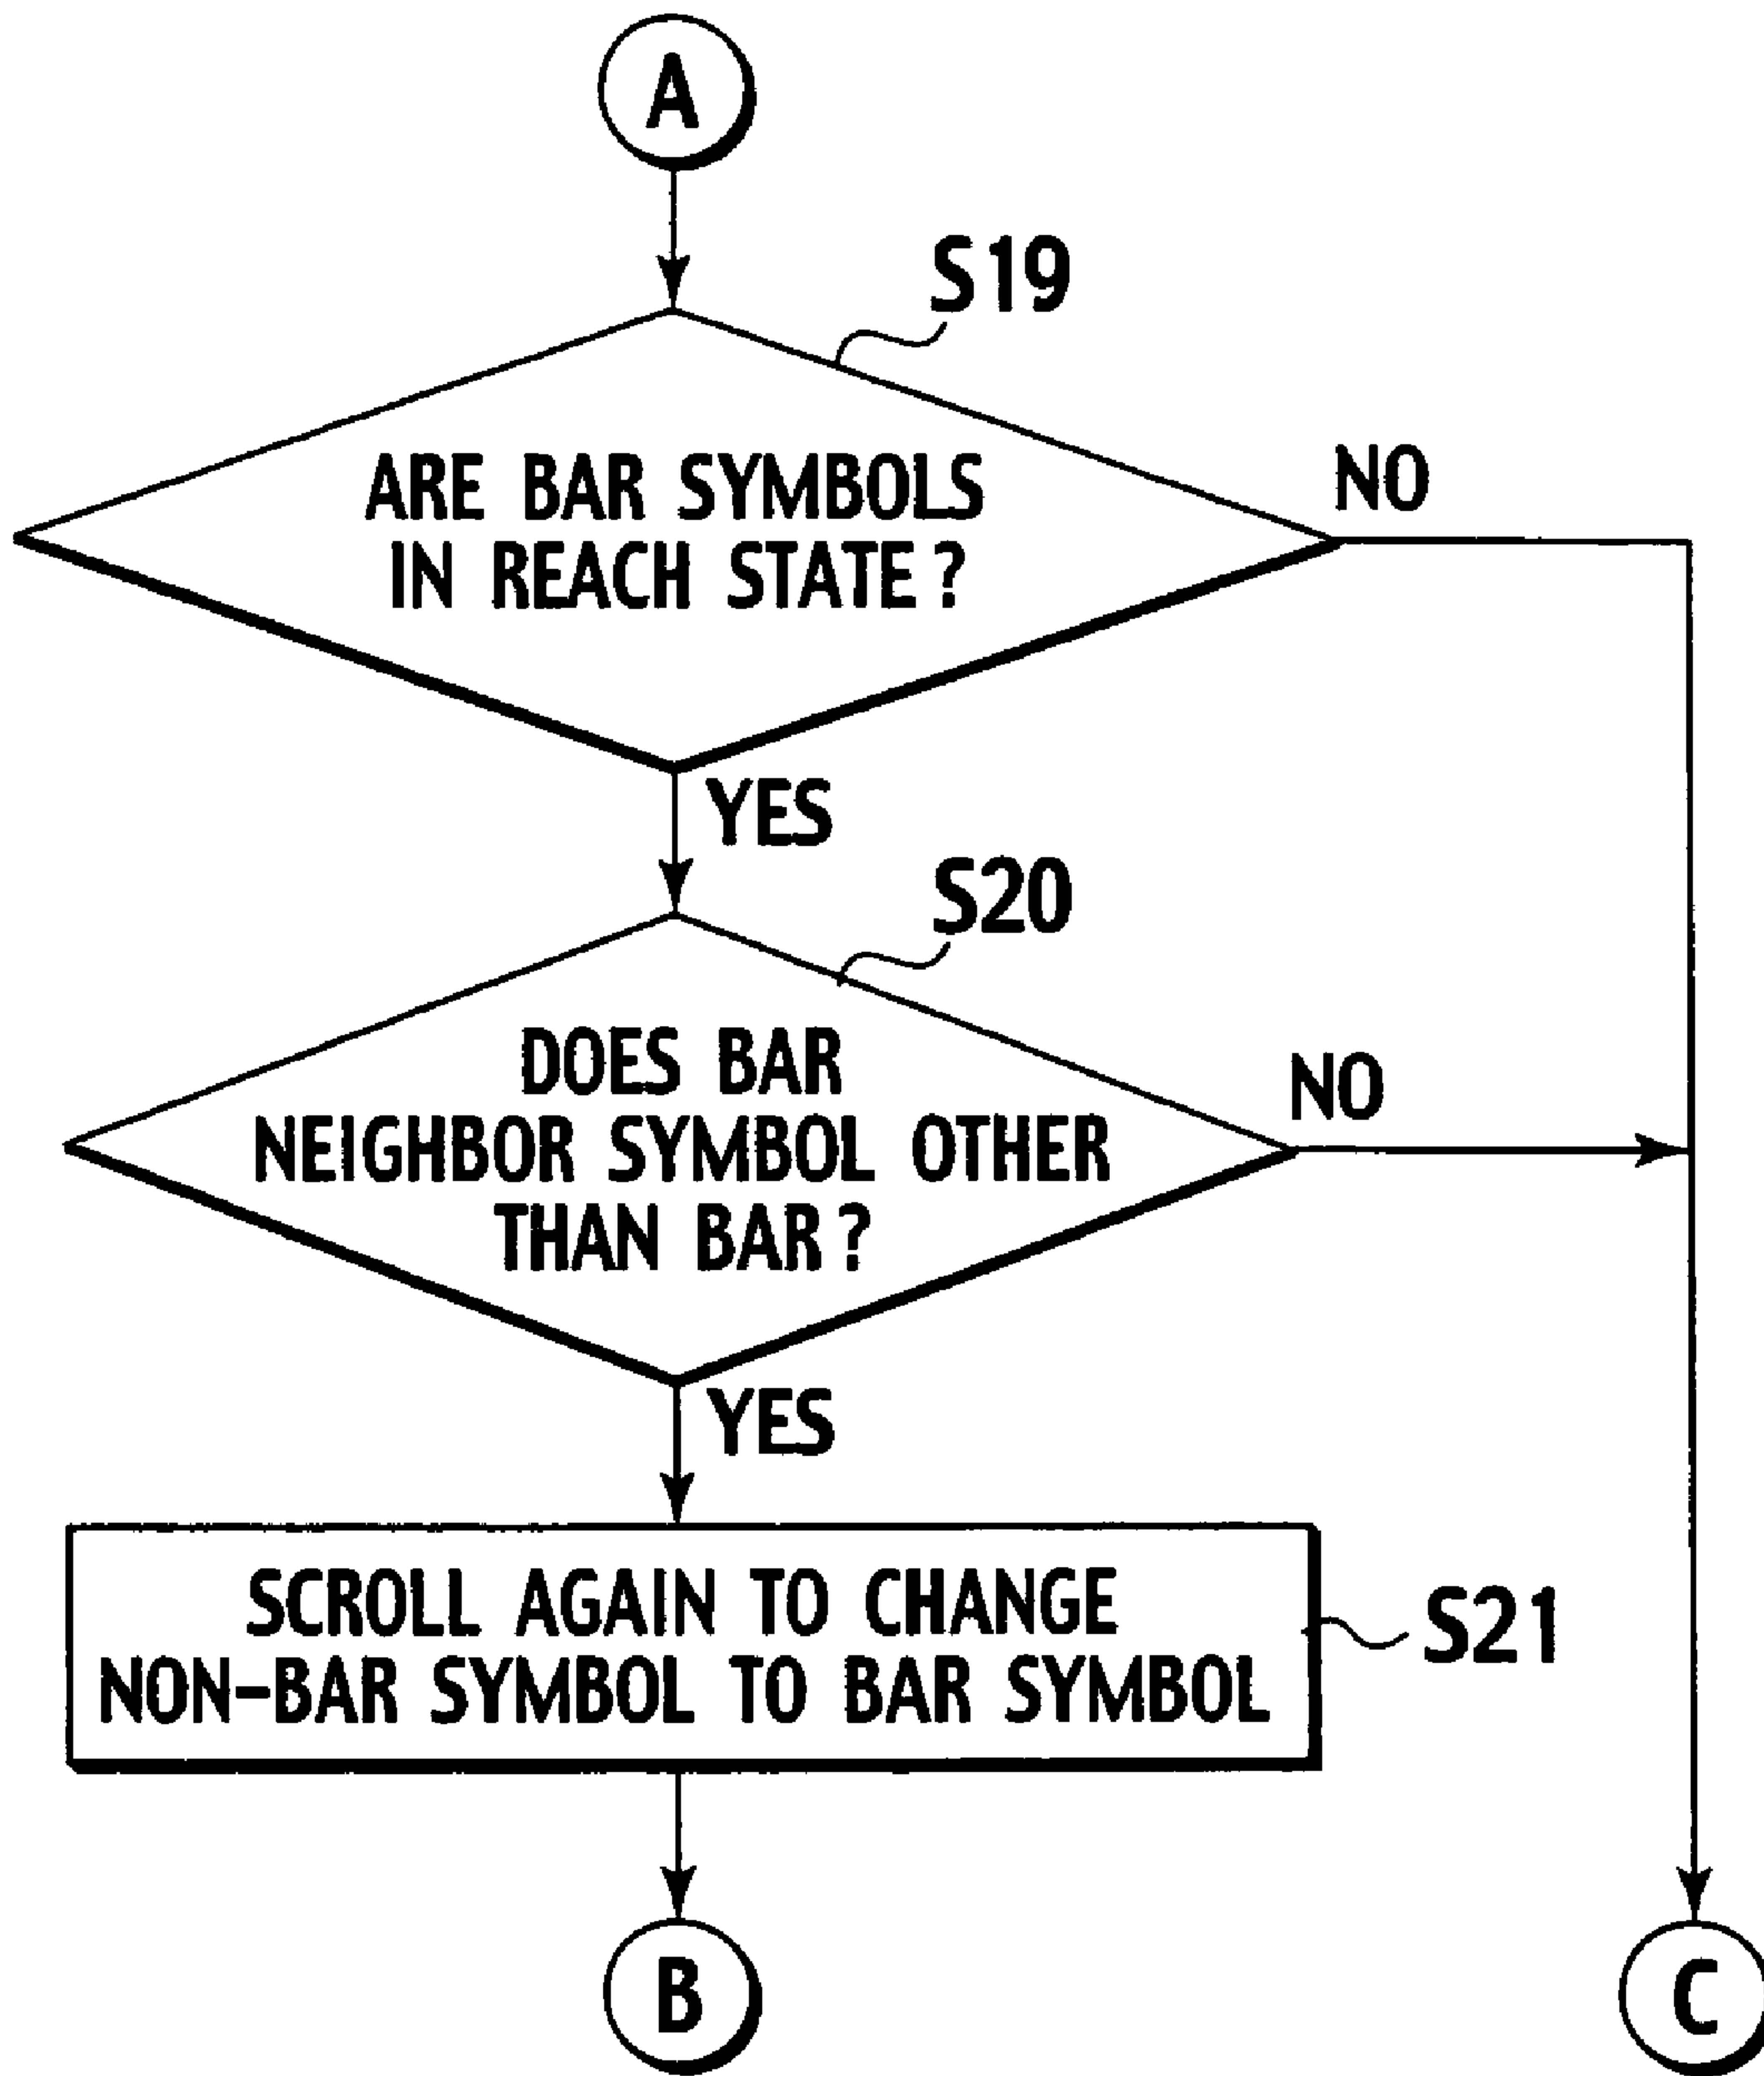 A
S19
ARE BAR SYMBOLS
IN REACH STATE?
NO
YES
S20
DOES BAR
NEIGHBOR SYMBOL OTHER
THAN BAR?
NO
YES
SCROLL AGAIN TO CHANGE
NON-BAR SYMBOL TO BAR SYMBOL
S21
B
C